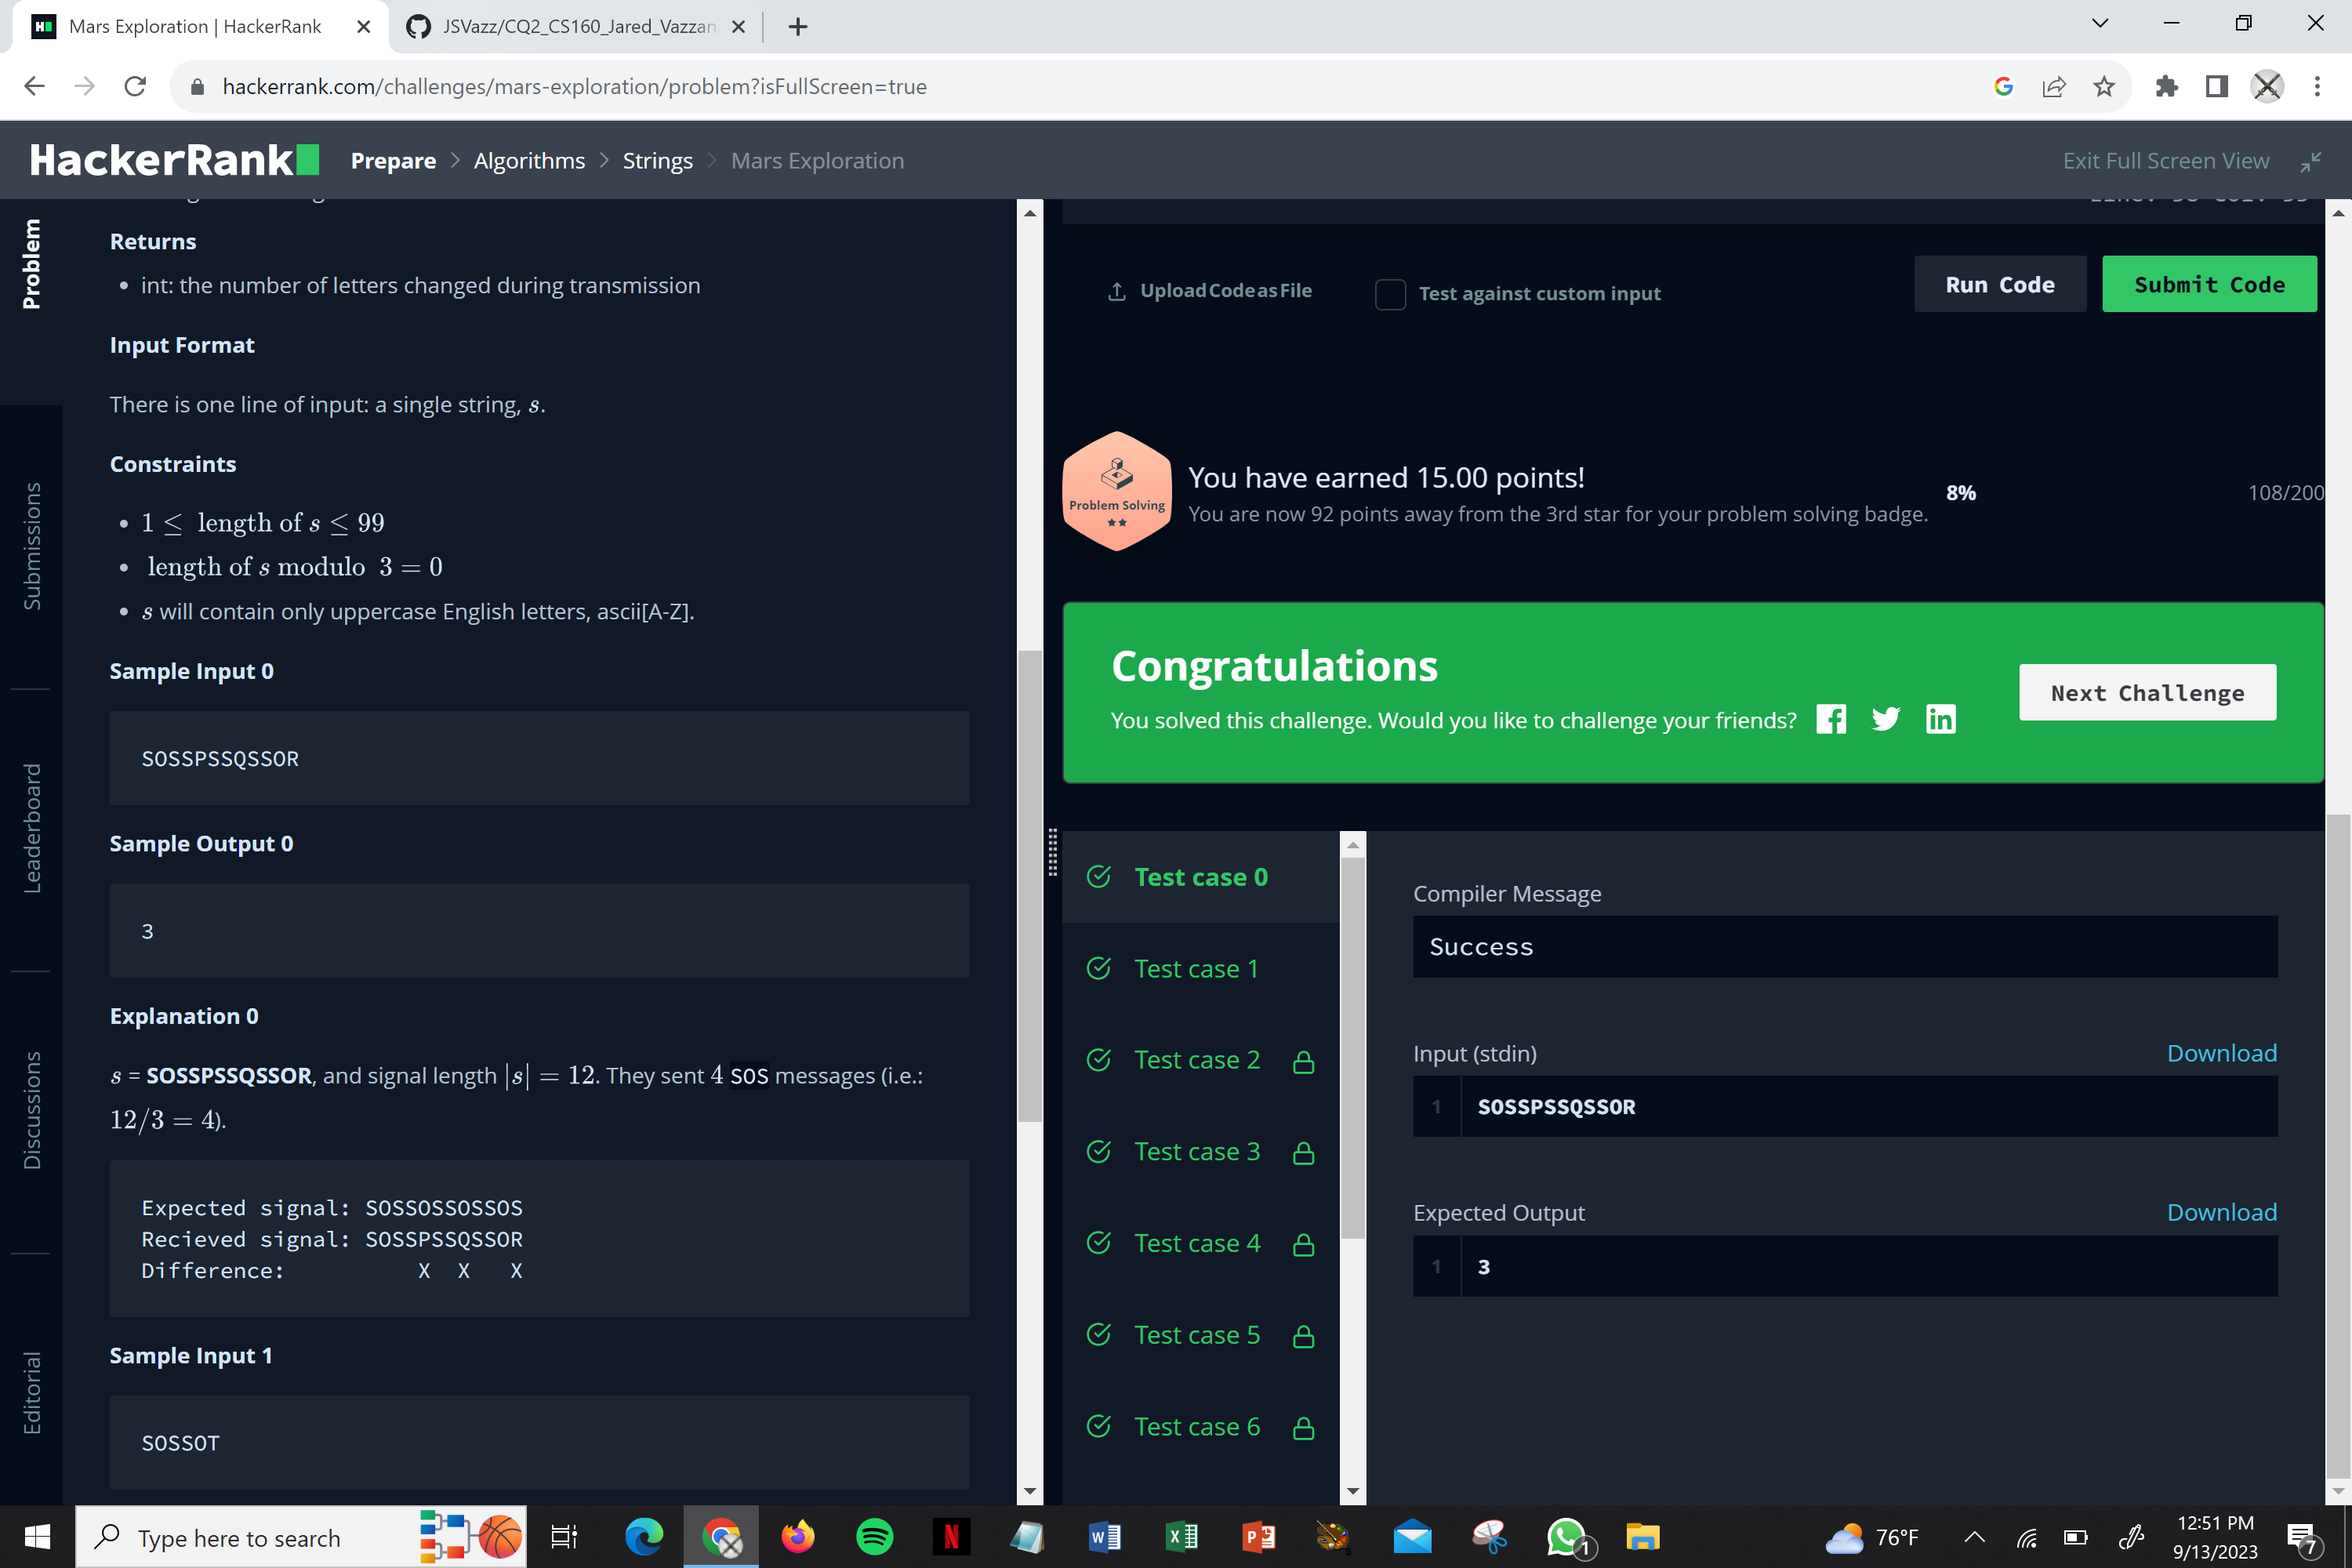 Mars Exploration | HackerRank
JSVazz/CQ2_CS160_Jared_Vazzan
hackerrank.com/challenges/mars-exploration/problem?isFullScreen=true
HackerRank
Prepare > Algorithms > Strings > Mars Exploration
Exit Full Screen View
Problem
Submissions
Leaderboard
Discussions
Editorial
Returns
• int: the number of letters changed during transmission
Input Format
There is one line of input: a single string, s.
Constraints
• 1 ≤ length of s ≤ 99
• length of s modulo 3 = 0
• s will contain only uppercase English letters, ascii[A-Z].
Sample Input 0
SOSSPSSQSSOR
Sample Output 0
3
Explanation 0
s = SOSSPSSQSSOR, and signal length |s| = 12. They sent 4 SOS messages (i.e.:
12/3 = 4).
Expected signal: SOSSOSSOSSOS
Recieved signal: SOSSPSSQSSOR
Difference: X X X
Sample Input 1
SOSSOT
Upload Code as File
Test against custom input
Run Code
Submit Code
Problem Solving
You have earned 15.00 points!
You are now 92 points away from the 3rd star for your problem solving badge.
8%
108/200
Congratulations
You solved this challenge. Would you like to challenge your friends?
Next Challenge
Test case 0
Test case 1
Test case 2
Test case 3
Test case 4
Test case 5
Test case 6
Compiler Message
Success
Input (stdin)
Download
1 SOSSPSSQSSOR
Expected Output
Download
1 3
Type here to search
76°F
12:51 PM
9/13/2023
7
1